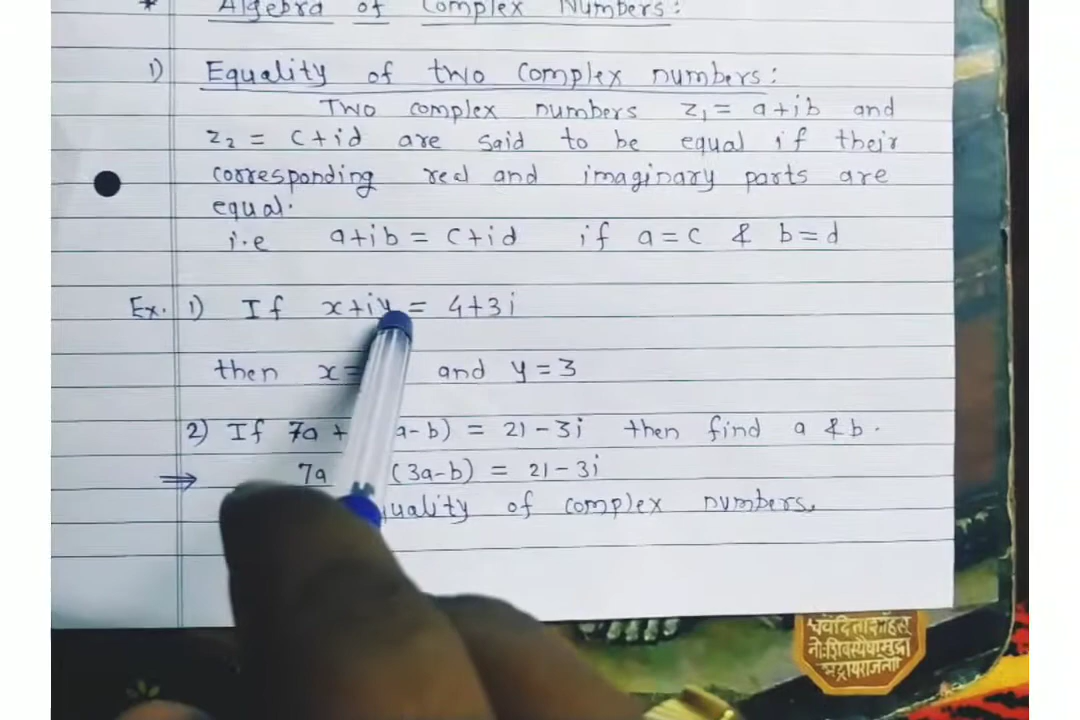 * Algebra of Complex Numbers:
1) Equality of two complex numbers:
Two complex numbers z₁ = a+ib and
z₂ = c+id are said to be equal if their
corresponding real and imaginary parts are
equal.
i.e a+ib = c+id if a=c & b=d
Ex. 1) If x+iy = 4+3i
then x= and y=3
2) If 7a + a-b) = 21-3i then find a & b.
⇒ 7a (3a-b) = 21-3i
quality of complex numbers.